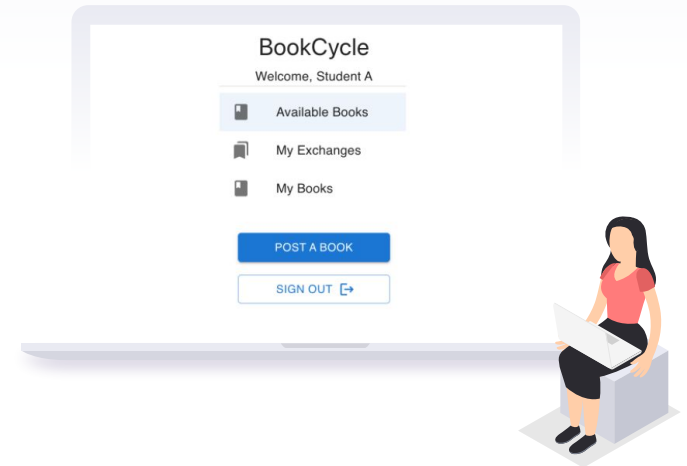 BookCycle
Welcome, Student A
Available Books
My Exchanges
My Books
POST A BOOK
SIGN OUT